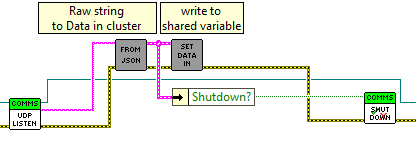 Raw string
to Data in cluster
write to
shared variable
FROM
JSON
SET
DATA
IN
Shutdown?
COMMS
UDP
LISTEN
COMMS
SHUT
DOWN